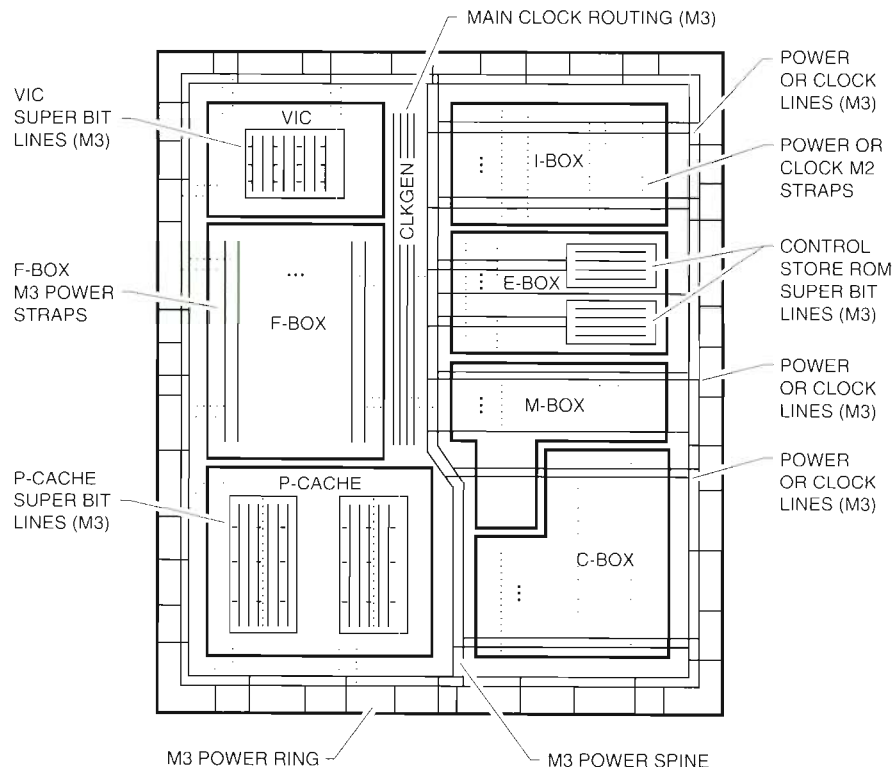 MAIN CLOCK ROUTING (M3)
VIC
SUPER BIT
LINES (M3)
POWER
OR CLOCK
LINES (M3)
VIC
I-BOX
POWER OR
CLOCK M2
STRAPS
CLKGEN
F-BOX
M3 POWER
STRAPS
F-BOX
E-BOX
CONTROL
STORE ROM
SUPER BIT
LINES (M3)
M-BOX
POWER
OR CLOCK
LINES (M3)
P-CACHE
SUPER BIT
LINES (M3)
P-CACHE
POWER
OR CLOCK
LINES (M3)
C-BOX
M3 POWER RING
M3 POWER SPINE